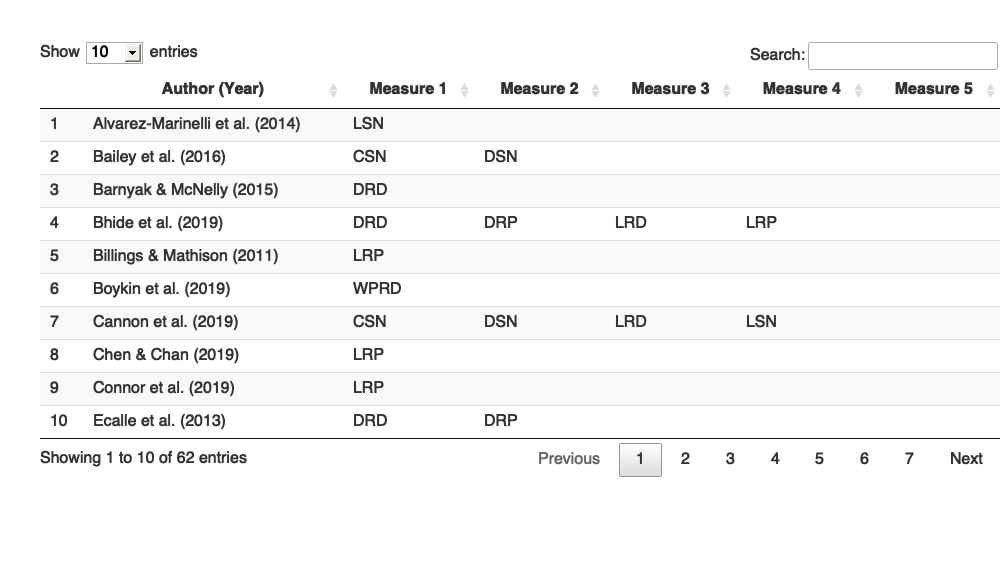 Show 10 entries Search:
Author (Year) Measure 1 Measure 2 Measure 3 Measure 4 Measure 5
1 Alvarez-Marinelli et al. (2014) LSN
2 Bailey et al. (2016) CSN DSN
3 Barnyak & McNelly (2015) DRD
4 Bhide et al. (2019) DRD DRP LRD LRP
5 Billings & Mathison (2011) LRP
6 Boykin et al. (2019) WPRD
7 Cannon et al. (2019) CSN DSN LRD LSN
8 Chen & Chan (2019) LRP
9 Connor et al. (2019) LRP
10 Ecalle et al. (2013) DRD DRP
Showing 1 to 10 of 62 entries Previous 1 2 3 4 5 6 7 Next